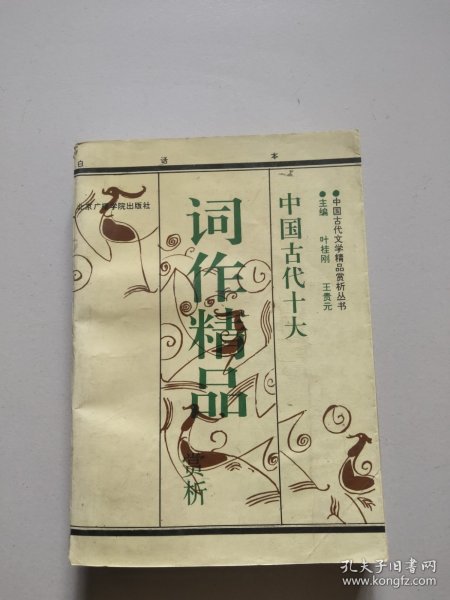 白话本
●中国古代文学精品赏析丛书
●主编 叶桂刚 王贵元
中国古代十大
词作精品
赏析
北京广播学院出版社
孔夫子旧书网
www.kongfz.com